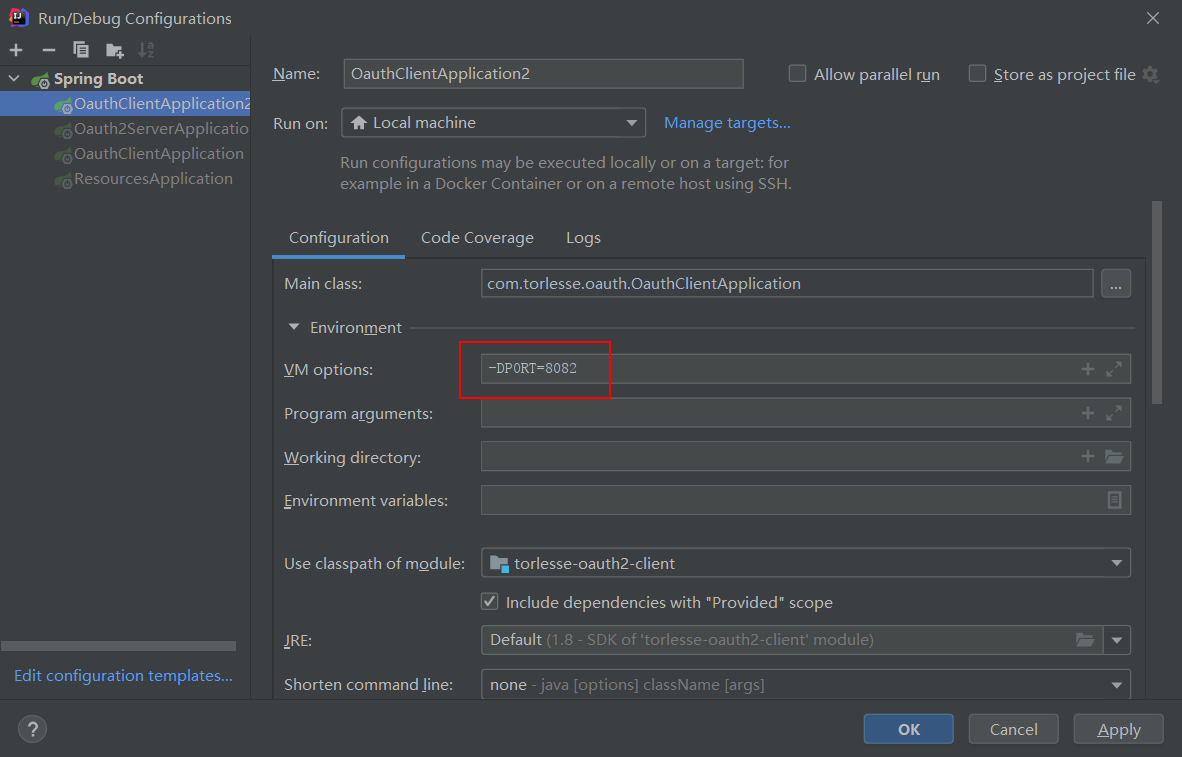 Run/Debug Configurations
Spring Boot
OauthClientApplication2
Oauth2ServerApplicatio
OauthClientApplication
ResourcesApplication
Edit configuration templates...
Name: OauthClientApplication2 Allow parallel run Store as project file
Run on: Local machine Manage targets...
Run configurations may be executed locally or on a target: for
example in a Docker Container or on a remote host using SSH.
Configuration Code Coverage Logs
Main class: com.torlesse.oauth.OauthClientApplication ...
Environment
VM options: -DPORT=8082
Program arguments:
Working directory:
Environment variables:
Use classpath of module: torlesse-oauth2-client
Include dependencies with "Provided" scope
JRE: Default (1.8 - SDK of 'torlesse-oauth2-client' module)
Shorten command line: none - java [options] className [args]
? OK Cancel Apply